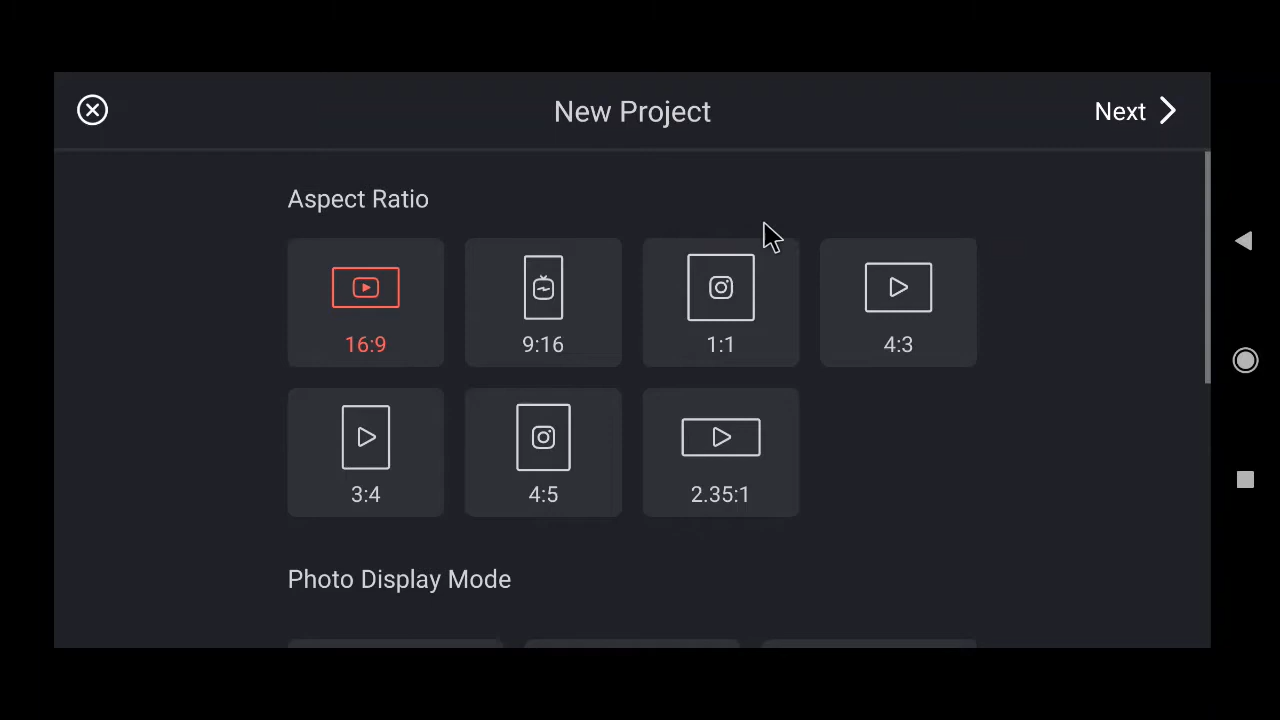 New Project
Next
Aspect Ratio
16:9
9:16
1:1
4:3
3:4
4:5
2.35:1
Photo Display Mode